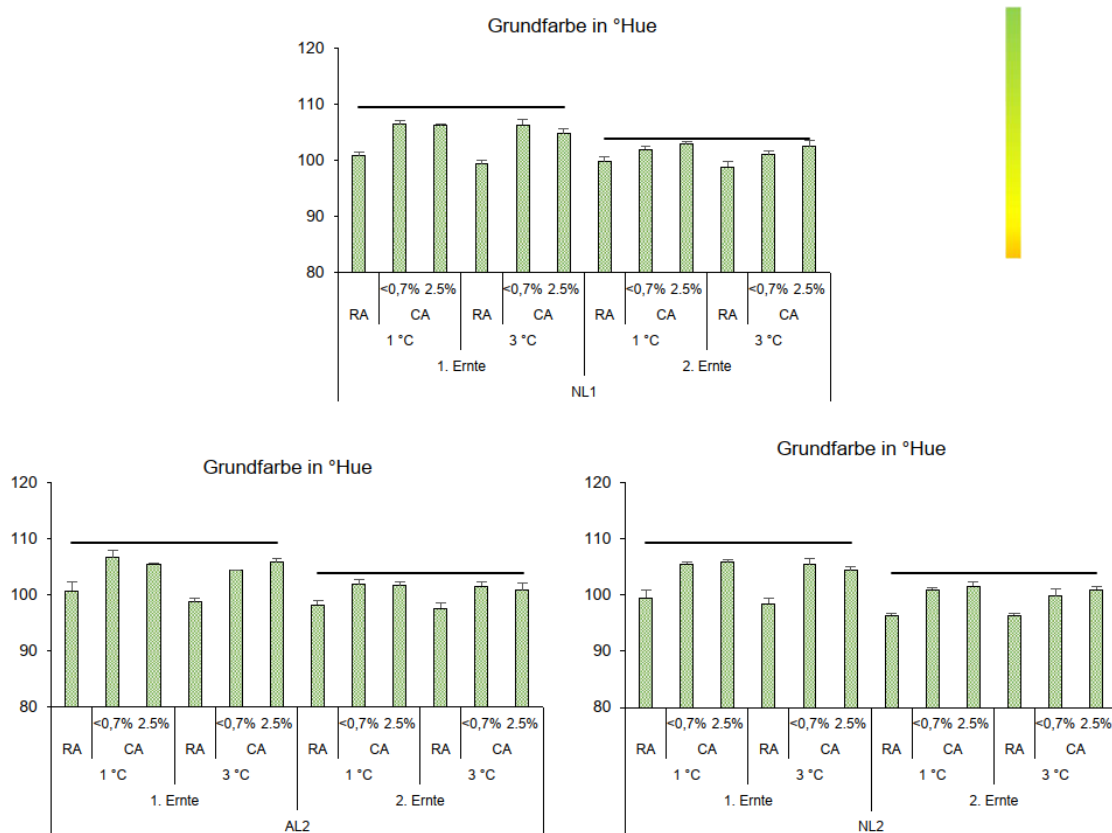 Grundfarbe in °Hue
120
110
100
90
80
<0,7% 2.5% <0,7% 2.5% <0,7% 2.5% <0,7% 2.5%
RA CA RA CA RA CA RA CA
1 °C 3 °C 1 °C 3 °C
1. Ernte 2. Ernte
NL1
Grundfarbe in °Hue
120
110
100
90
80
<0,7% 2.5% <0,7% 2.5% <0,7% 2.5% <0,7% 2.5%
RA CA RA CA RA CA RA CA
1 °C 3 °C 1 °C 3 °C
1. Ernte 2. Ernte
AL2
Grundfarbe in °Hue
120
110
100
90
80
<0,7% 2.5% <0,7% 2.5% <0,7% 2.5% <0,7% 2.5%
RA CA RA CA RA CA RA CA
1 °C 3 °C 1 °C 3 °C
1. Ernte 2. Ernte
NL2